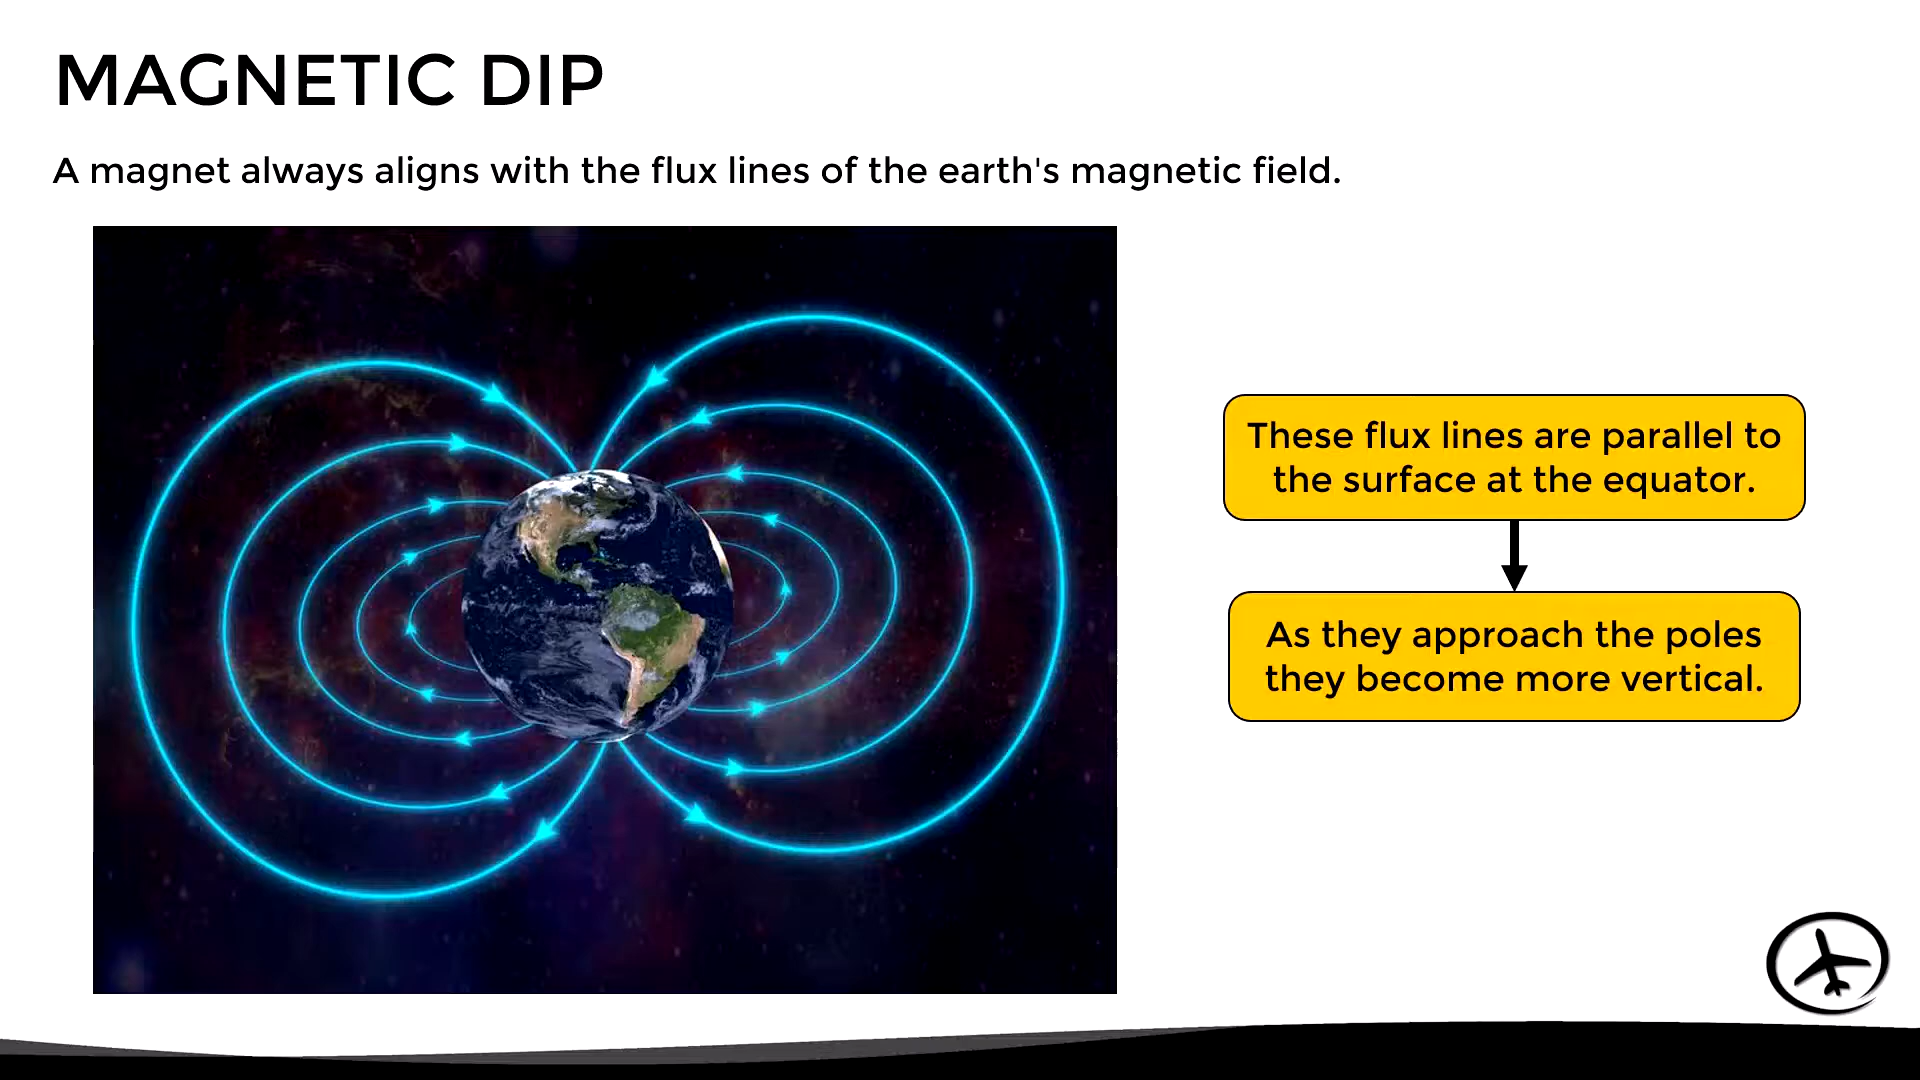 MAGNETIC DIP
A magnet always aligns with the flux lines of the earth's magnetic field.
These flux lines are parallel to
the surface at the equator.
As they approach the poles
they become more vertical.